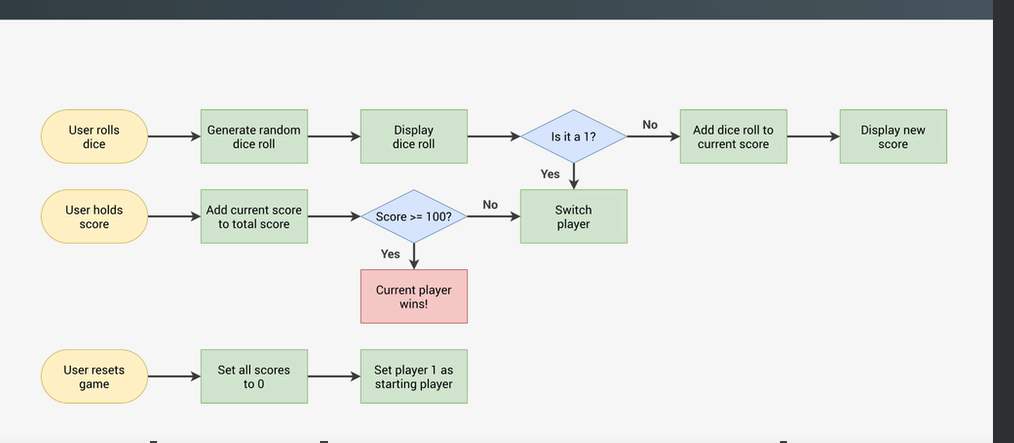 User rolls
dice
Generate random
dice roll
Display
dice roll
Is it a 1?
No
Add dice roll to
current score
Display new
score
Yes
User holds
score
Add current score
to total score
Score >= 100?
No
Switch
player
Yes
Current player
wins!
User resets
game
Set all scores
to 0
Set player 1 as
starting player